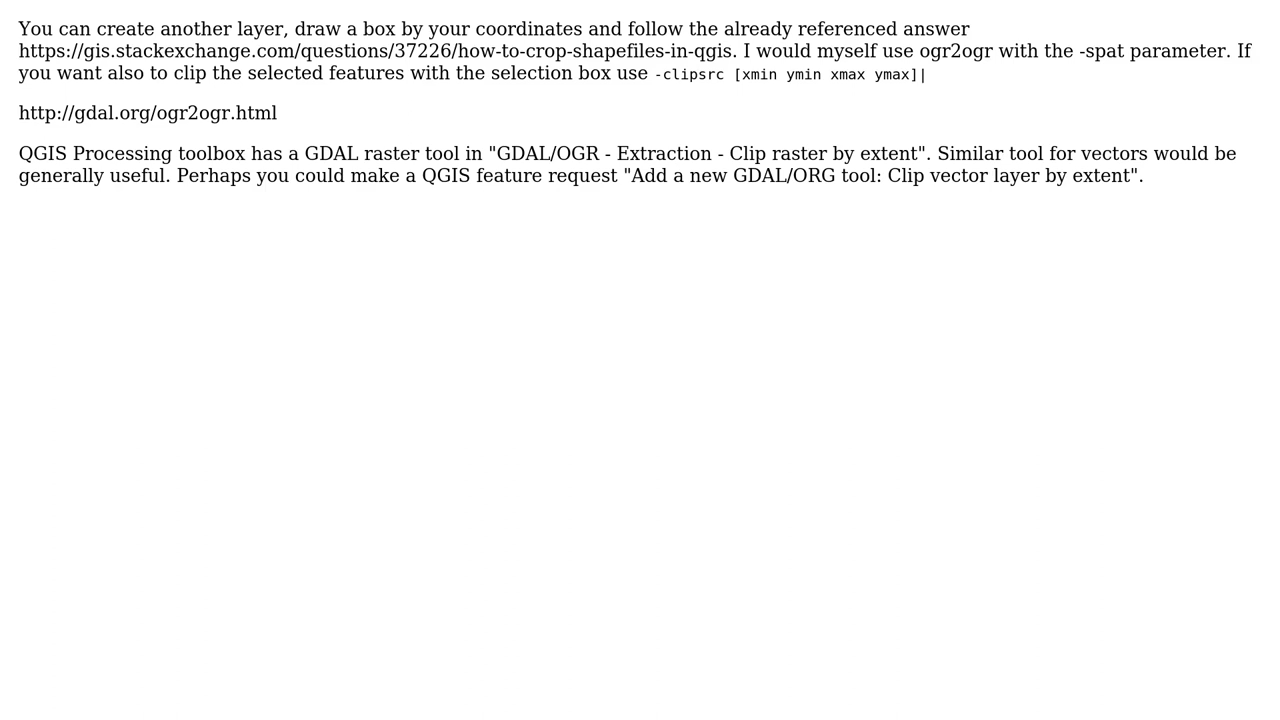 You can create another layer, draw a box by your coordinates and follow the already referenced answer
https://gis.stackexchange.com/questions/37226/how-to-crop-shapefiles-in-qgis. I would myself use ogr2ogr with the -spat parameter. If
you want also to clip the selected features with the selection box use -clipsrc [xmin ymin xmax ymax]|
http://gdal.org/ogr2ogr.html
QGIS Processing toolbox has a GDAL raster tool in "GDAL/OGR - Extraction - Clip raster by extent". Similar tool for vectors would be
generally useful. Perhaps you could make a QGIS feature request "Add a new GDAL/ORG tool: Clip vector layer by extent".